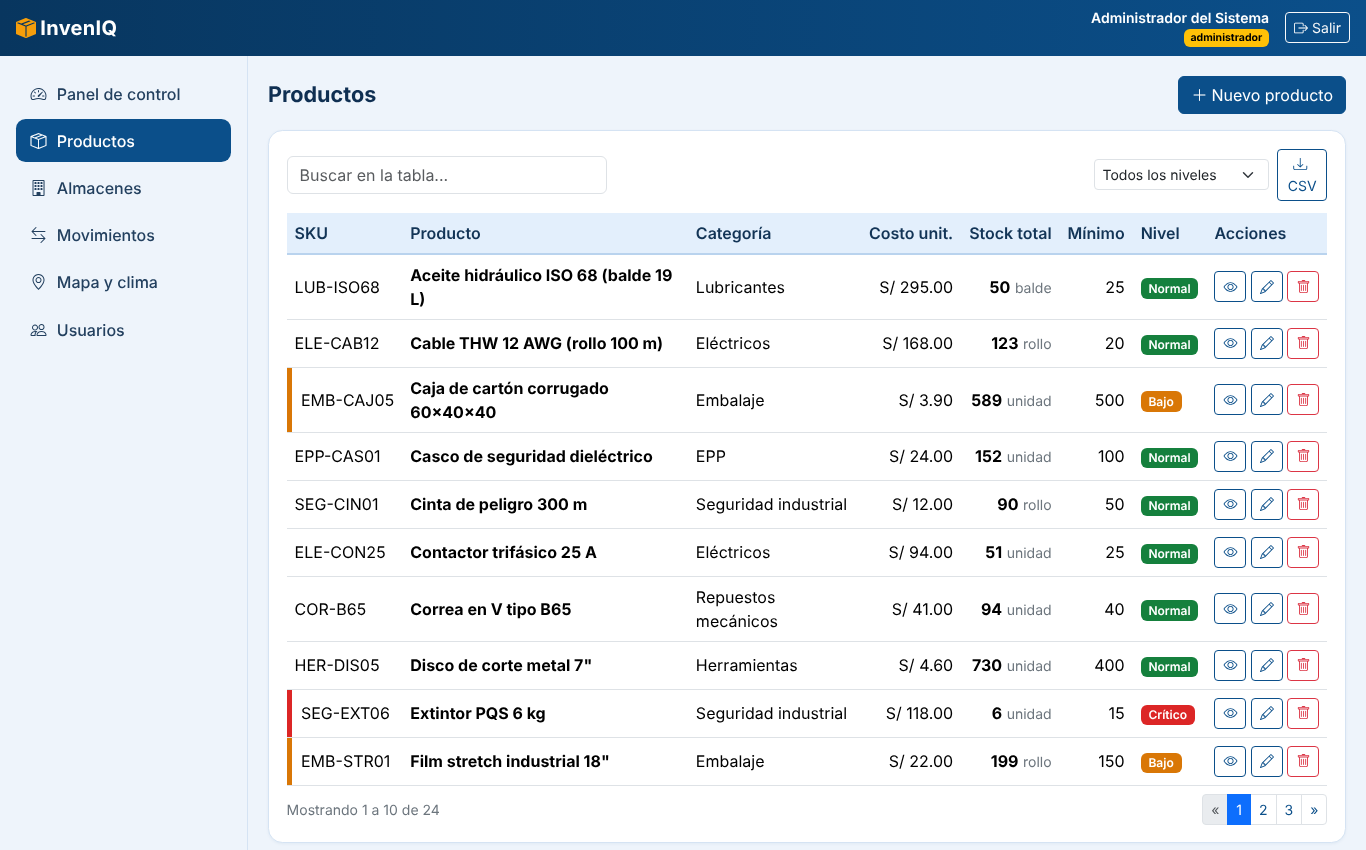 InvenIQ
Administrador del Sistema
administrador
Salir
Panel de control
Productos
Almacenes
Movimientos
Mapa y clima
Usuarios
Productos
Nuevo producto
Buscar en la tabla...
Todos los niveles
CSV
SKU Producto Categoría Costo unit. Stock total Mínimo Nivel Acciones
LUB-ISO68 Aceite hidráulico ISO 68 (balde 19 L) Lubricantes S/ 295.00 50 balde 25 Normal
ELE-CAB12 Cable THW 12 AWG (rollo 100 m) Eléctricos S/ 168.00 123 rollo 20 Normal
EMB-CAJ05 Caja de cartón corrugado 60×40×40 Embalaje S/ 3.90 589 unidad 500 Bajo
EPP-CAS01 Casco de seguridad dieléctrico EPP S/ 24.00 152 unidad 100 Normal
SEG-CIN01 Cinta de peligro 300 m Seguridad industrial S/ 12.00 90 rollo 50 Normal
ELE-CON25 Contactor trifásico 25 A Eléctricos S/ 94.00 51 unidad 25 Normal
COR-B65 Correa en V tipo B65 Repuestos mecánicos S/ 41.00 94 unidad 40 Normal
HER-DIS05 Disco de corte metal 7" Herramientas S/ 4.60 730 unidad 400 Normal
SEG-EXT06 Extintor PQS 6 kg Seguridad industrial S/ 118.00 6 unidad 15 Crítico
EMB-STR01 Film stretch industrial 18" Embalaje S/ 22.00 199 rollo 150 Bajo
Mostrando 1 a 10 de 24
« 1 2 3 »